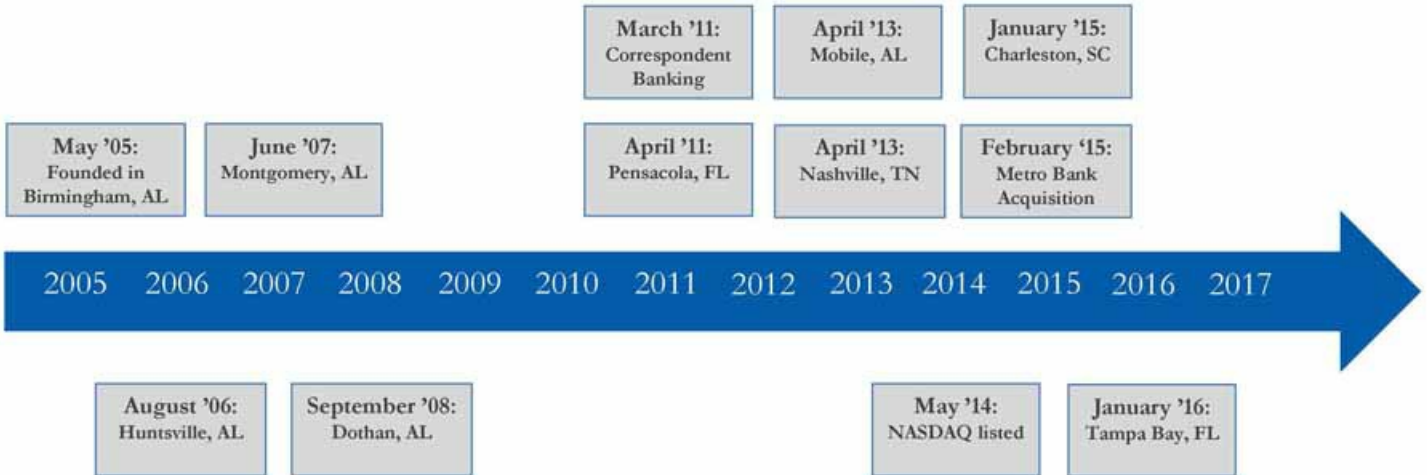 March ’11:
Correspondent
Banking
April ’13:
Mobile, AL
January ’15:
Charleston, SC
May ’05:
Founded in
Birmingham, AL
June ’07:
Montgomery, AL
April ’11:
Pensacola, FL
April ’13:
Nashville, TN
February ‘15:
Metro Bank
Acquisition
2005 2006 2007 2008 2009 2010 2011 2012 2013 2014 2015 2016 2017
August ’06:
Huntsville, AL
September ’08:
Dothan, AL
May ’14:
NASDAQ listed
January ’16:
Tampa Bay, FL